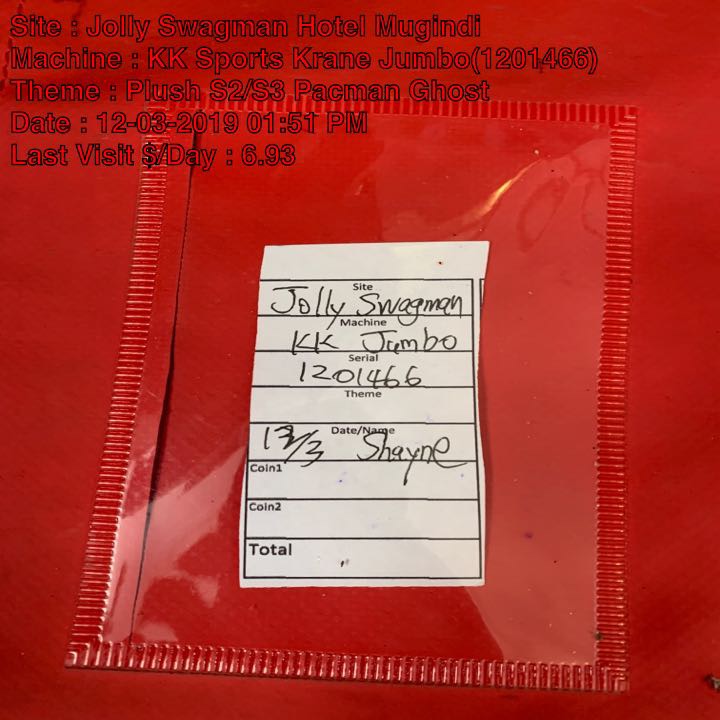 Site : Jolly Swagman Hotel Mugindi
Machine : KK Sports Krane Jumbo(1201466)
Theme : Plush S2/S3 Pacman Ghost
Date : 12-03-2019 01:51 PM
Last Visit $/Day : 6.93
Site
Jolly Swagman
Machine
KK Jumbo
Serial
1201466
Theme
Date/Name
13/3 Shayne
Coin1
Coin2
Total